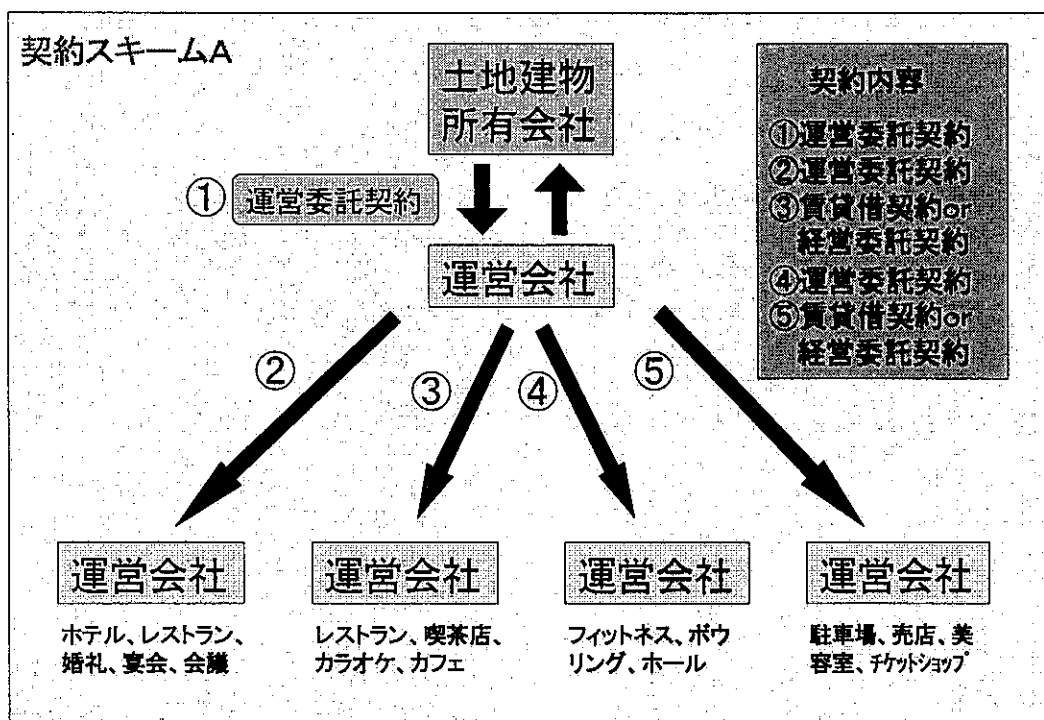 契約スキームA
土地建物
所有会社
契約内容
①運営委託契約
②運営委託契約
③賃貸借契約or
経営委託契約
④運営委託契約
⑤賃貸借契約or
経営委託契約
① 運営委託契約
運営会社
②
③
④
⑤
運営会社
ホテル、レストラン、
婚礼、宴会、会議
運営会社
レストラン、喫茶店、
カラオケ、カフェ
運営会社
フィットネス、ボウ
リング、ホール
運営会社
駐車場、売店、美
容室、チケットショップ